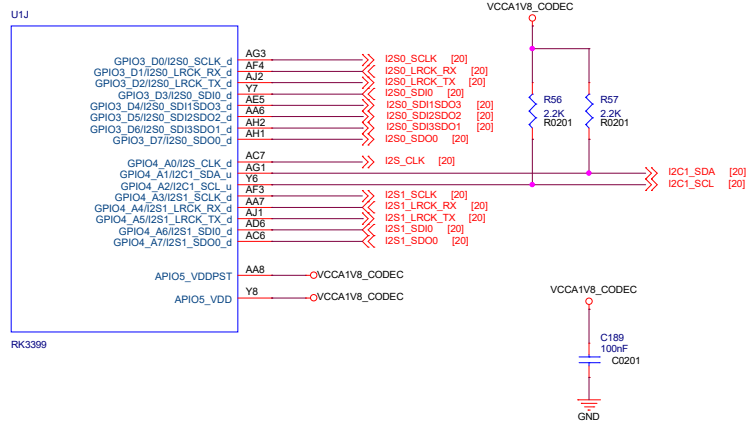 U1J
VCCA1V8_CODEC
GPIO3_D0/I2S0_SCLK_d AG3 I2S0_SCLK [20]
GPIO3_D1/I2S0_LRCK_RX_d AF4 I2S0_LRCK_RX [20]
GPIO3_D2/I2S0_LRCK_TX_d AJ2 I2S0_LRCK_TX [20]
GPIO3_D3/I2S0_SDI0_d Y7 I2S0_SDI0 [20]
GPIO3_D4/I2S0_SDI1SDO3_d AE5 I2S0_SDI1SDO3 [20]
GPIO3_D5/I2S0_SDI2SDO2_d AA6 I2S0_SDI2SDO2 [20]
GPIO3_D6/I2S0_SDI3SDO1_d AH2 I2S0_SDI3SDO1 [20]
GPIO3_D7/I2S0_SDO0_d AH1 I2S0_SDO0 [20]
R56 R57
2.2K 2.2K
R0201 R0201
GPIO4_A0/I2S_CLK_d AC7 I2S_CLK [20]
GPIO4_A1/I2C1_SDA_u AG1 I2C1_SDA [20]
GPIO4_A2/I2C1_SCL_u Y6 I2C1_SCL [20]
GPIO4_A3/I2S1_SCLK_d AF3 I2S1_SCLK [20]
GPIO4_A4/I2S1_LRCK_RX_d AA7 I2S1_LRCK_RX [20]
GPIO4_A5/I2S1_LRCK_TX_d AJ1 I2S1_LRCK_TX [20]
GPIO4_A6/I2S1_SDI0_d AD6 I2S1_SDI0 [20]
GPIO4_A7/I2S1_SDO0_d AC6 I2S1_SDO0 [20]
APIO5_VDDPST AA8 VCCA1V8_CODEC
APIO5_VDD Y8 VCCA1V8_CODEC
RK3399
VCCA1V8_CODEC
C189
100nF
C0201
GND